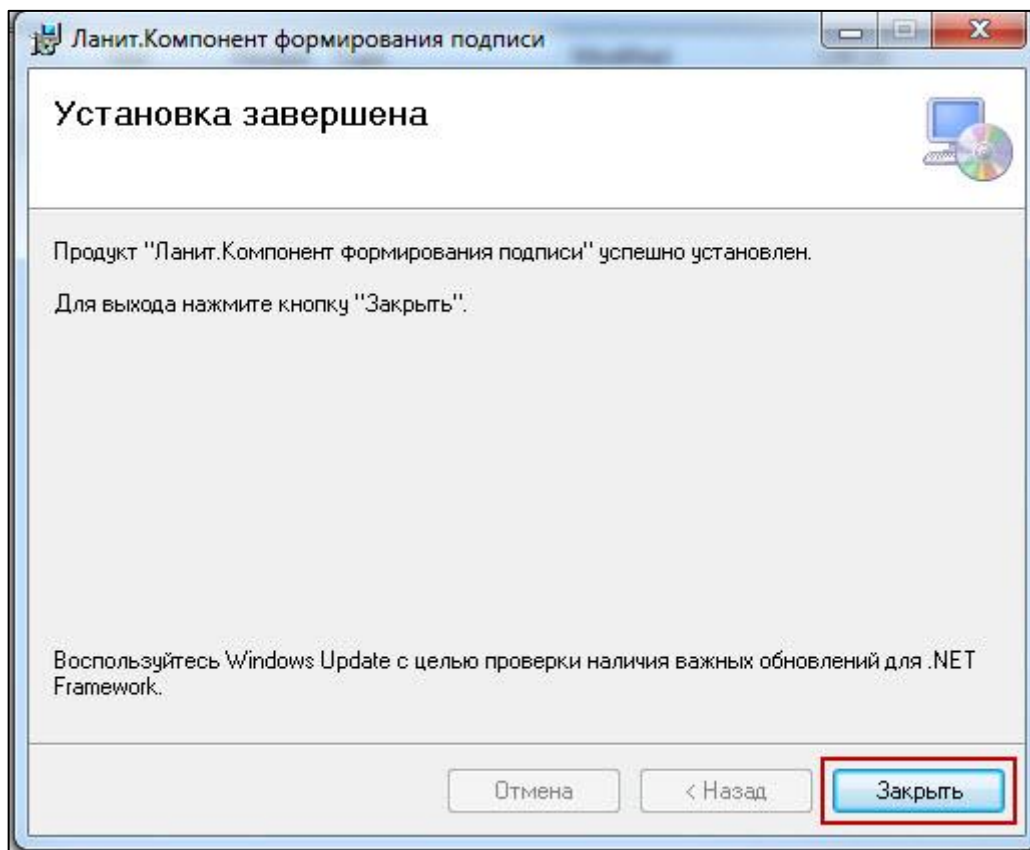 Ланит.Компонент формирования подписи
Установка завершена
Продукт "Ланит.Компонент формирования подписи" успешно установлен.
Для выхода нажмите кнопку "Закрыть".
Воспользуйтесь Windows Update с целью проверки наличия важных обновлений для .NET
Framework.
Отмена
< Назад
Закрыть